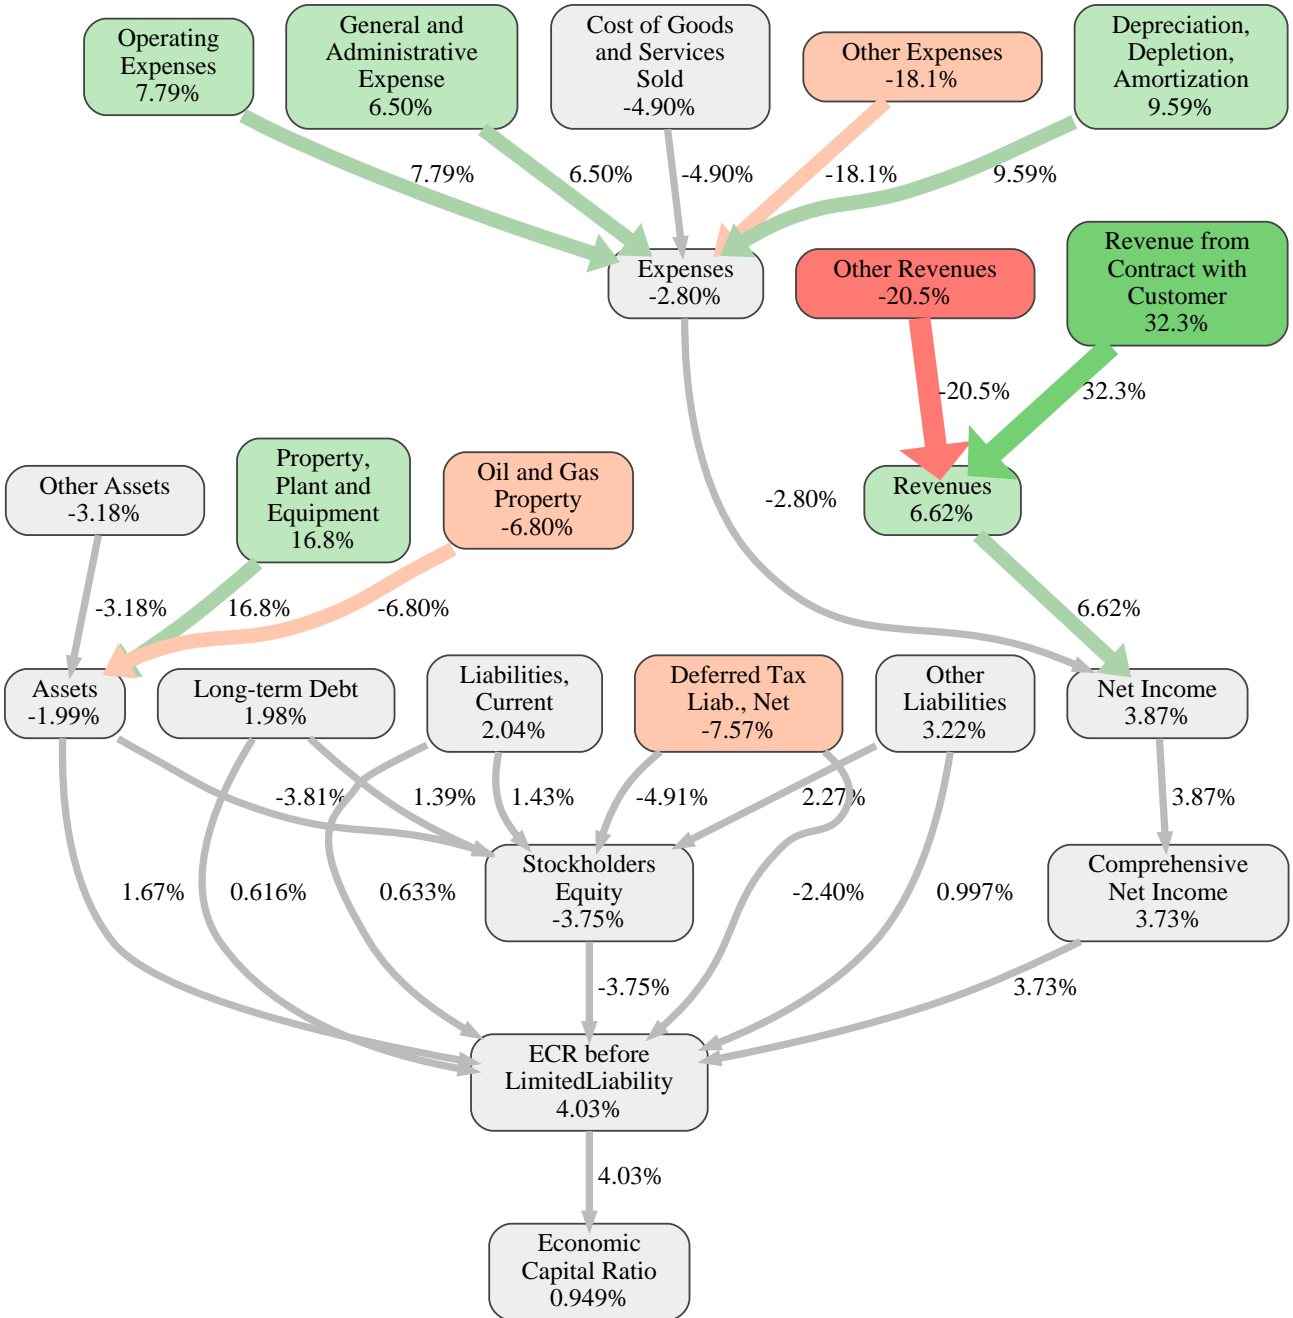 Operating
Expenses
7.79%
General and
Administrative
Expense
6.50%
Cost of Goods
and Services
Sold
-4.90%
Other Expenses
-18.1%
Depreciation,
Depletion,
Amortization
9.59%
7.79%
6.50%
-4.90%
-18.1%
9.59%
Expenses
-2.80%
Other Revenues
-20.5%
Revenue from
Contract with
Customer
32.3%
-20.5%
32.3%
Other Assets
-3.18%
Property,
Plant and
Equipment
16.8%
Oil and Gas
Property
-6.80%
-2.80%
Revenues
6.62%
-3.18%
16.8%
-6.80%
6.62%
Assets
-1.99%
Long-term Debt
1.98%
Liabilities,
Current
2.04%
Deferred Tax
Liab., Net
-7.57%
Other
Liabilities
3.22%
Net Income
3.87%
-3.81%
1.39%
1.43%
-4.91%
2.27%
3.87%
1.67%
0.616%
0.633%
Stockholders
Equity
-3.75%
-2.40%
0.997%
Comprehensive
Net Income
3.73%
-3.75%
3.73%
ECR before
LimitedLiability
4.03%
4.03%
Economic
Capital Ratio
0.949%